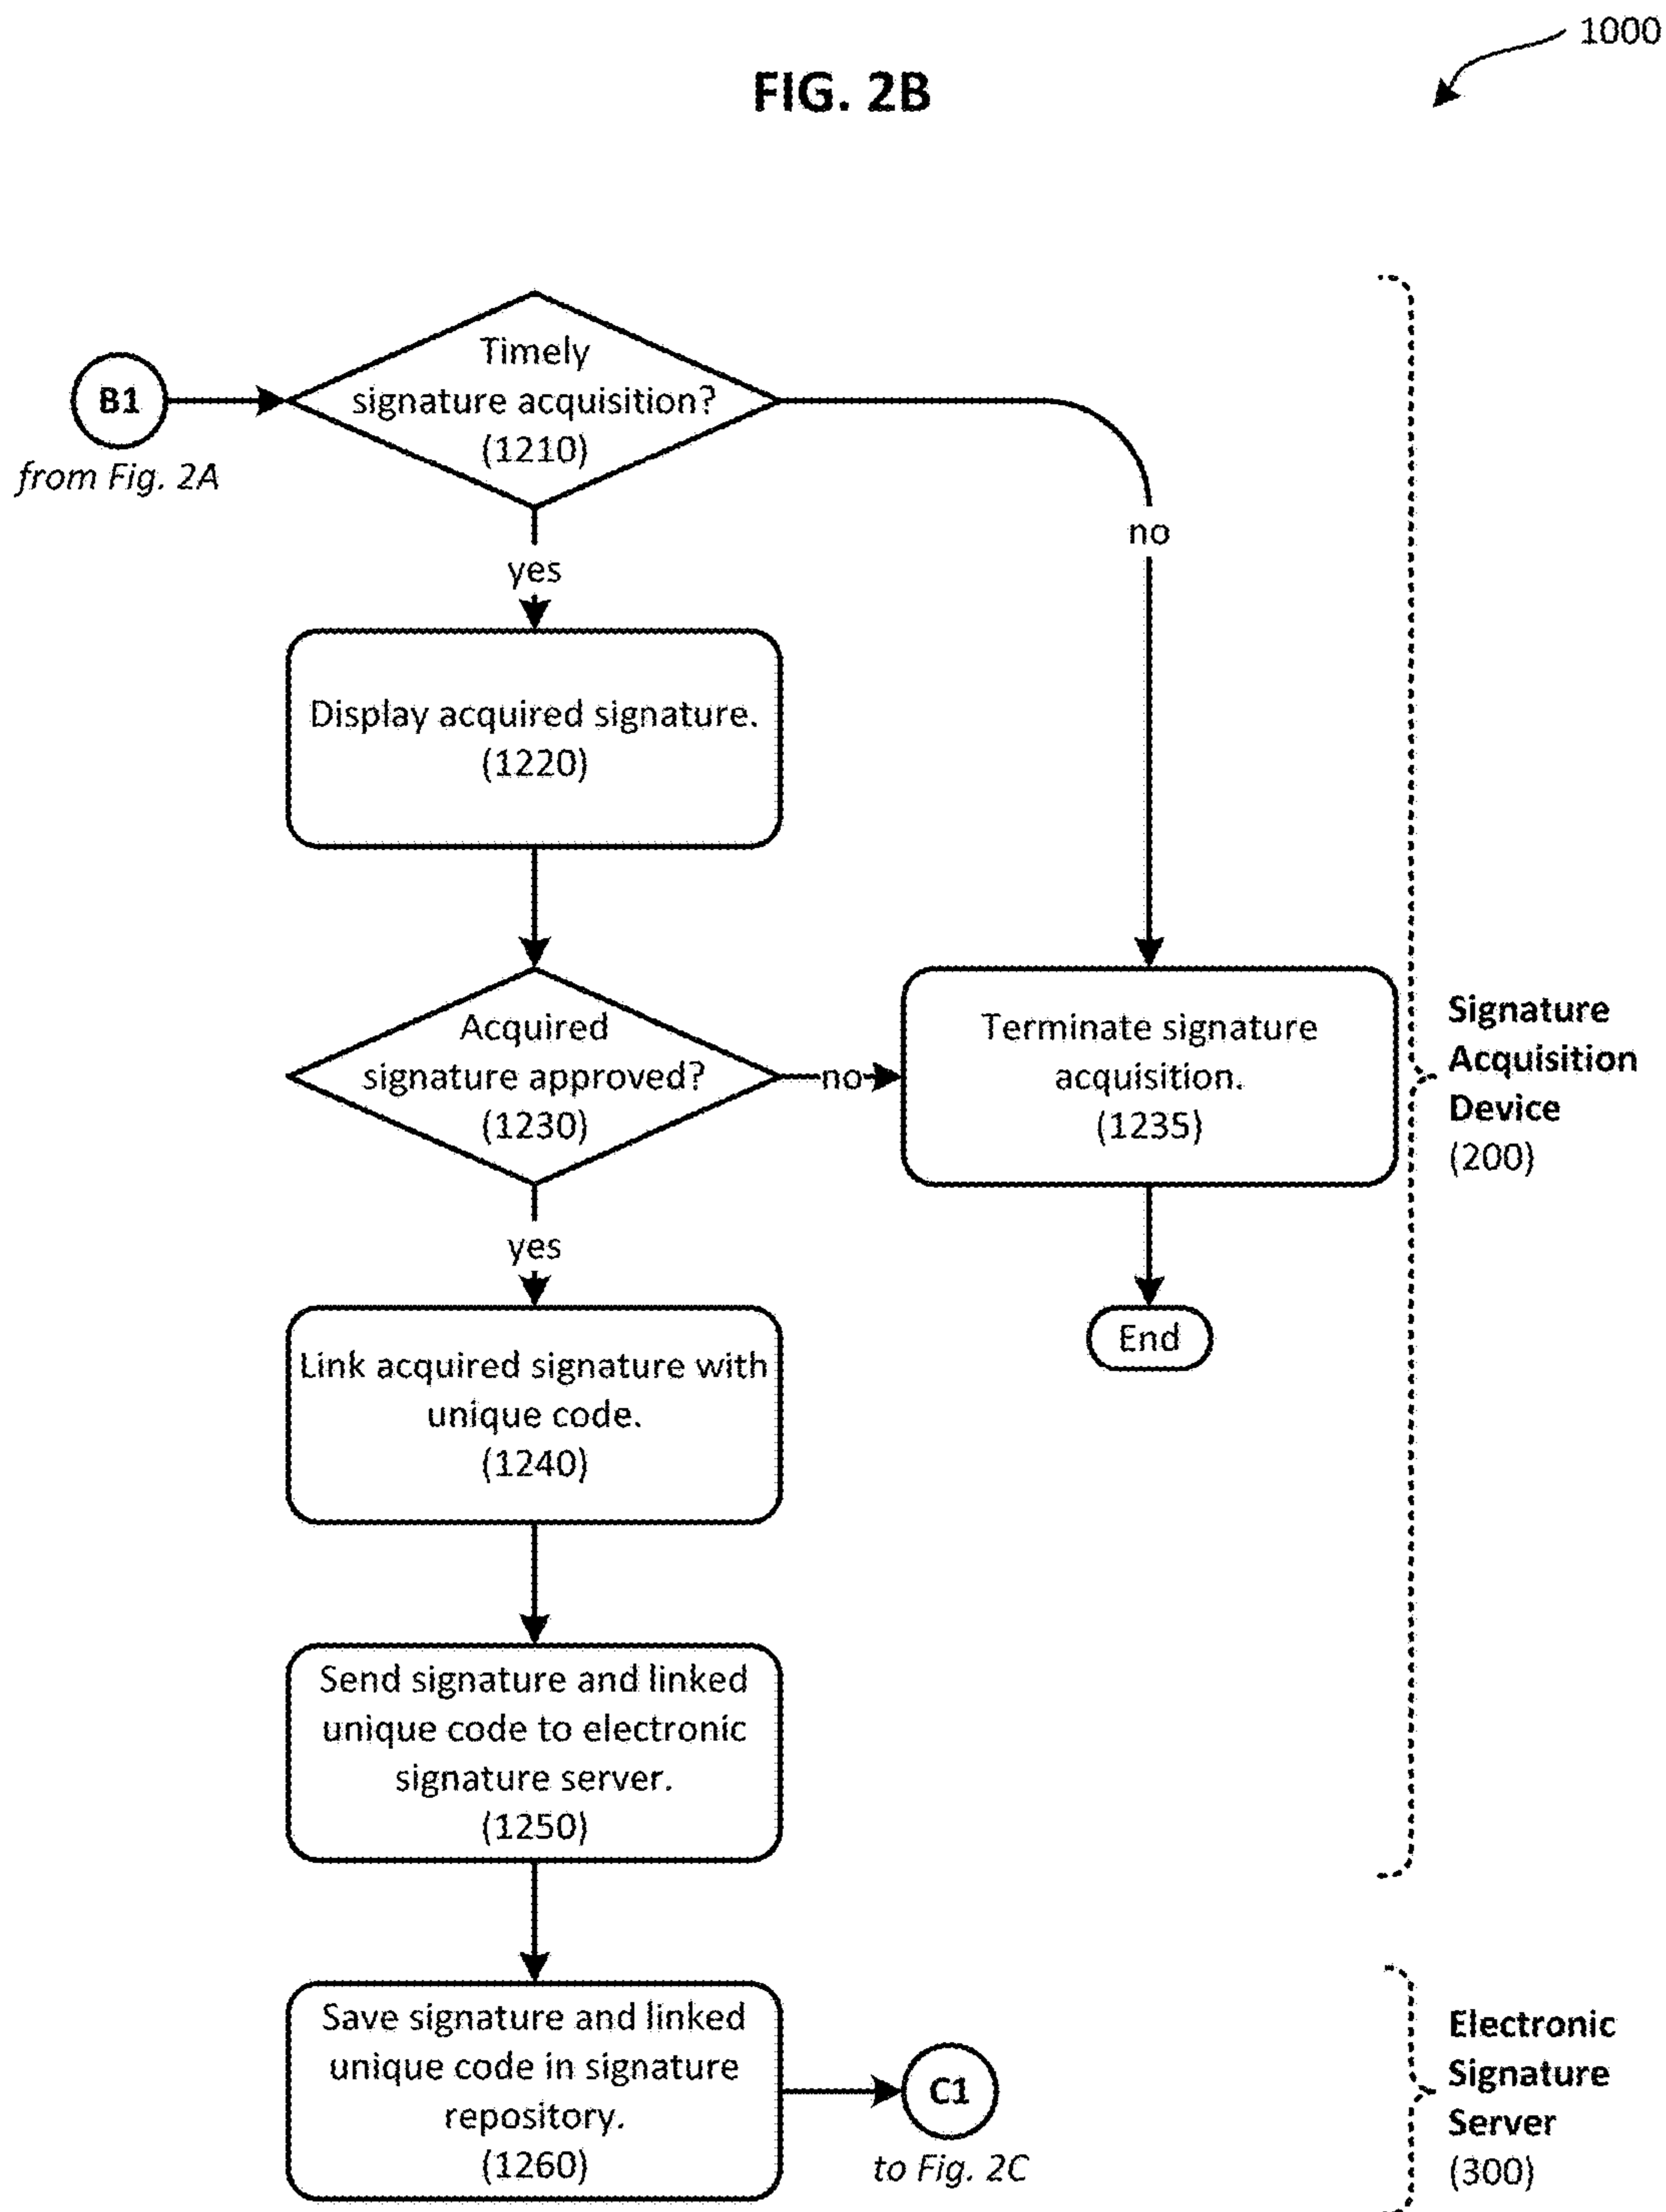 1000
FIG. 2B
Timely
signature acquisition?
(1210)
B1
from Fig. 2A
no
yes
Display acquired signature.
(1220)
Acquired
signature approved?
(1230)
no
Terminate signature
acquisition.
(1235)
Signature
Acquisition
Device
(200)
yes
End
Link acquired signature with
unique code.
(1240)
Send signature and linked
unique code to electronic
signature server.
(1250)
Save signature and linked
unique code in signature
repository.
(1260)
C1
to Fig. 2C
Electronic
Signature
Server
(300)